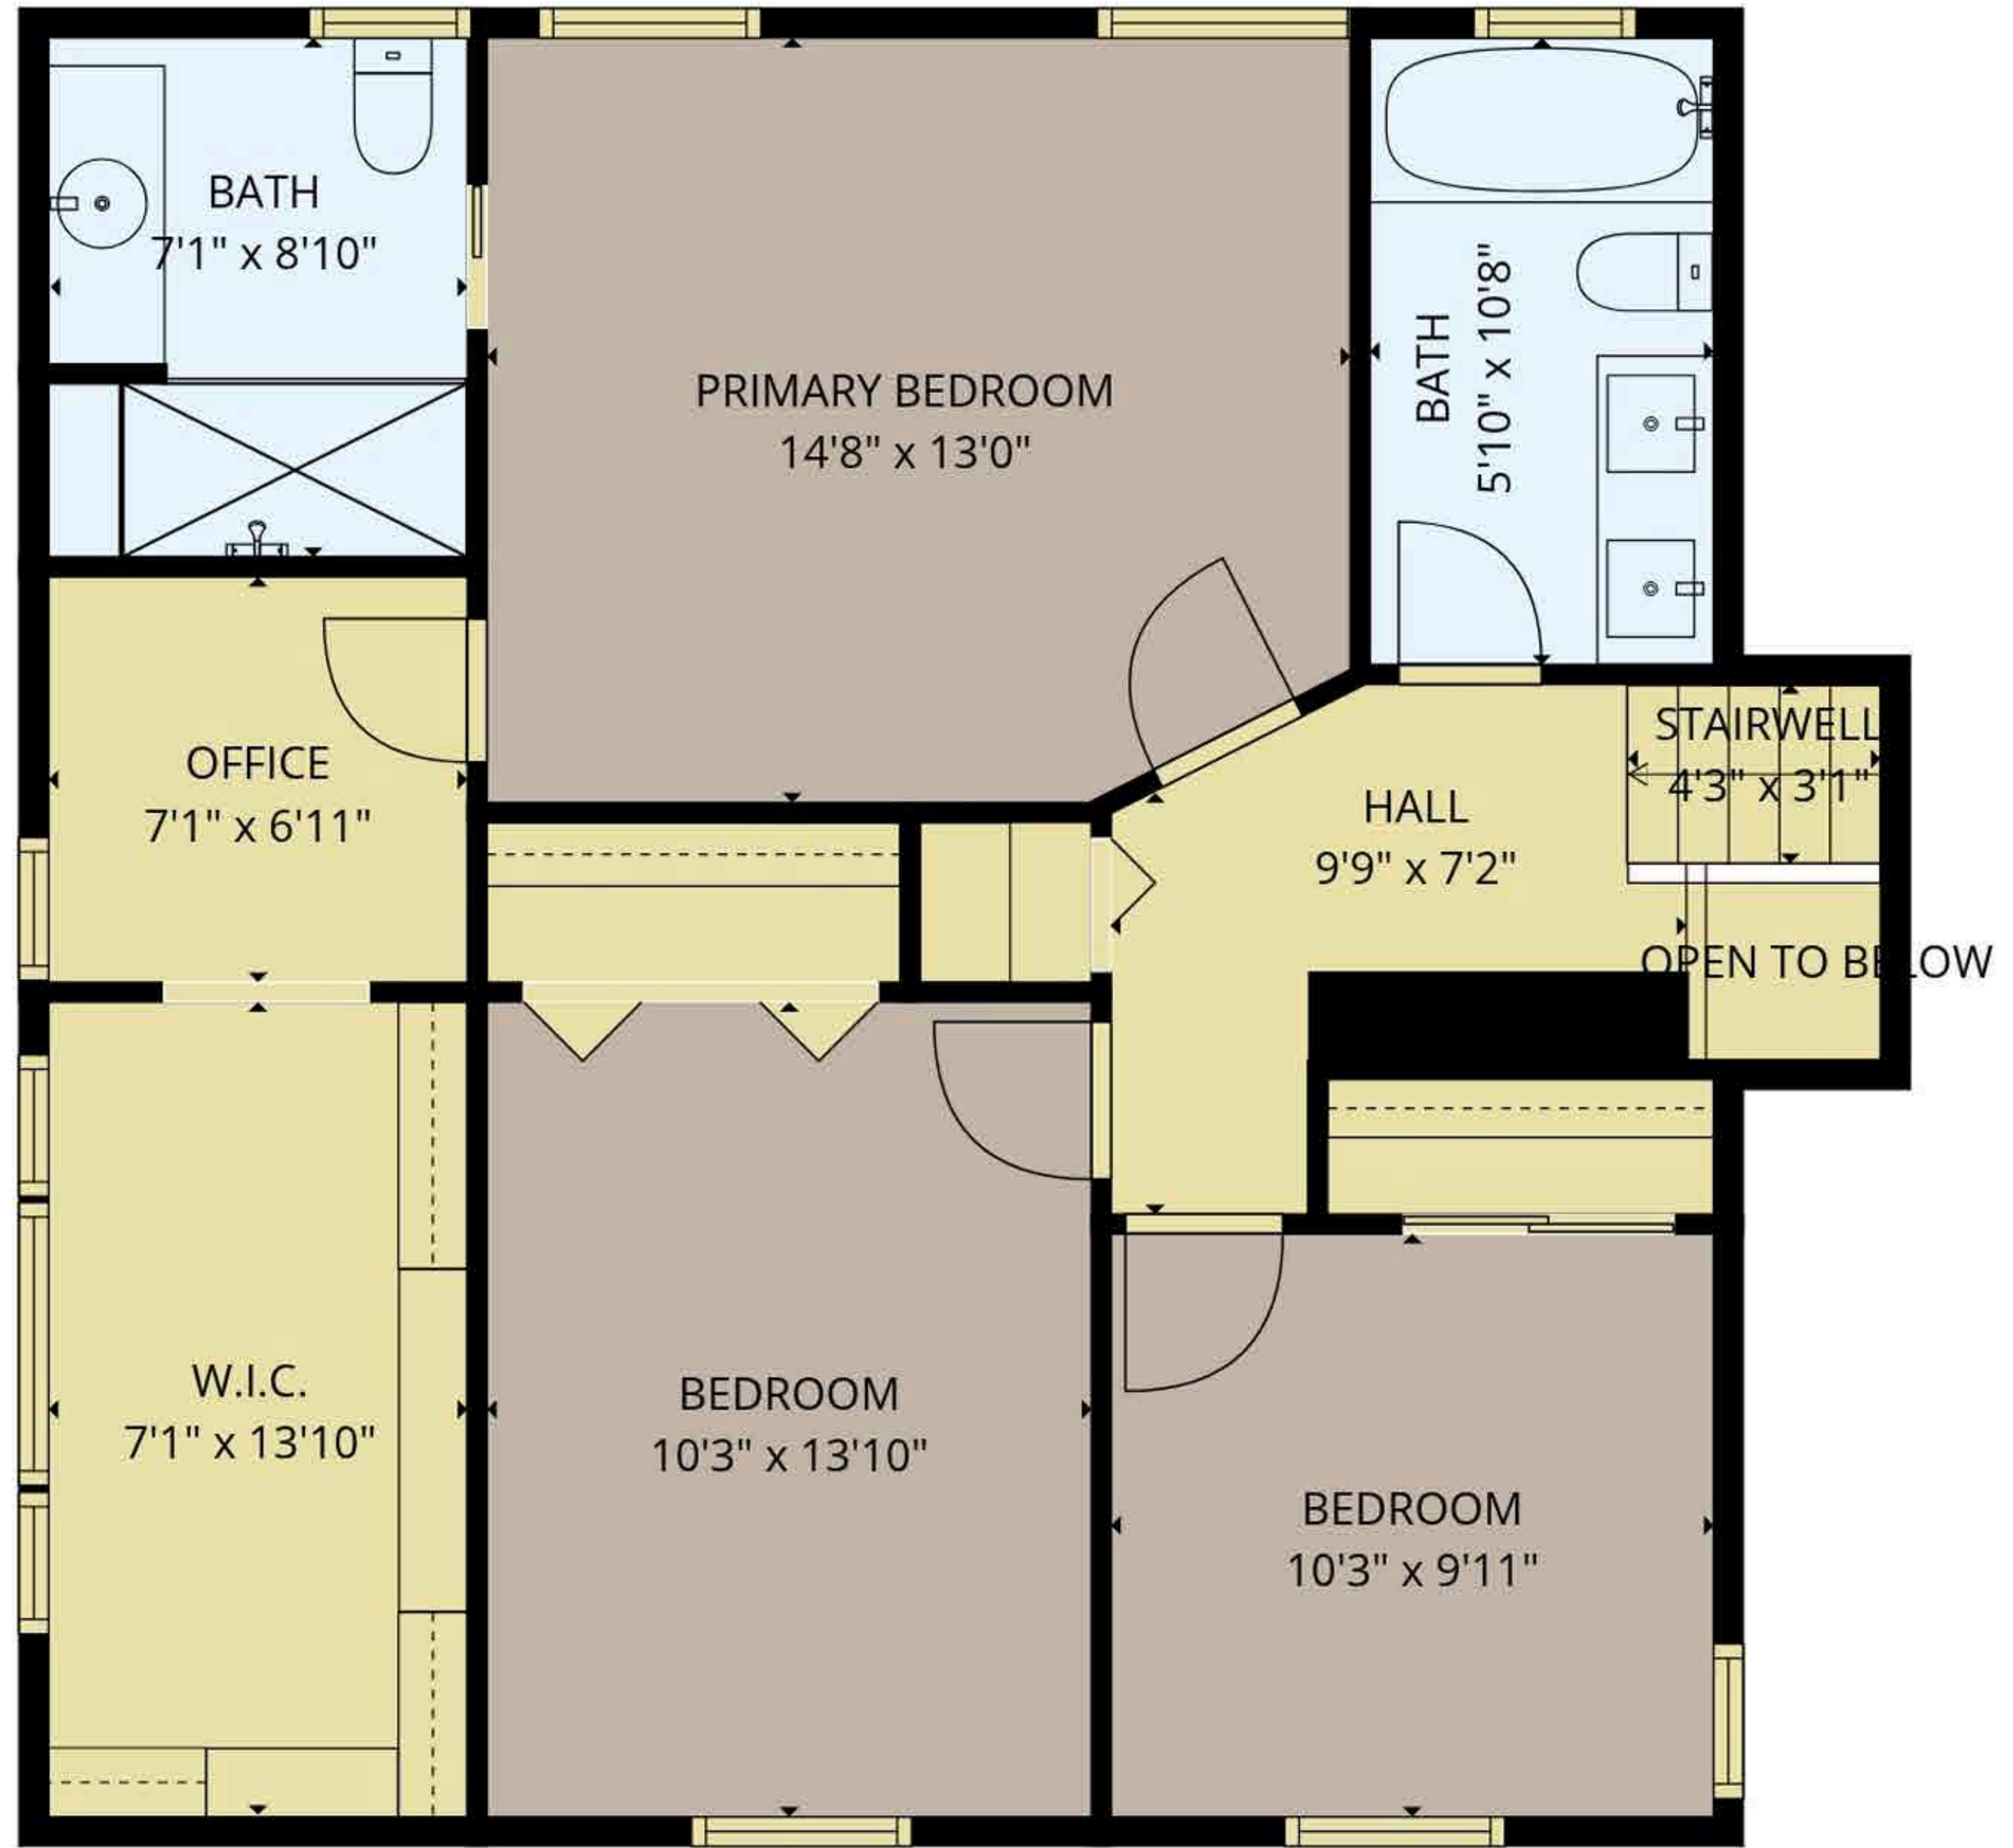 BATH
7'1" x 8'10"
PRIMARY BEDROOM
14'8" x 13'0"
BATH
5'10" x 10'8"
OFFICE
7'1" x 6'11"
HALL
9'9" x 7'2"
STAIRWELL
4'3" x 3'1"
OPEN TO BELOW
W.I.C.
7'1" x 13'10"
BEDROOM
10'3" x 13'10"
BEDROOM
10'3" x 9'11"